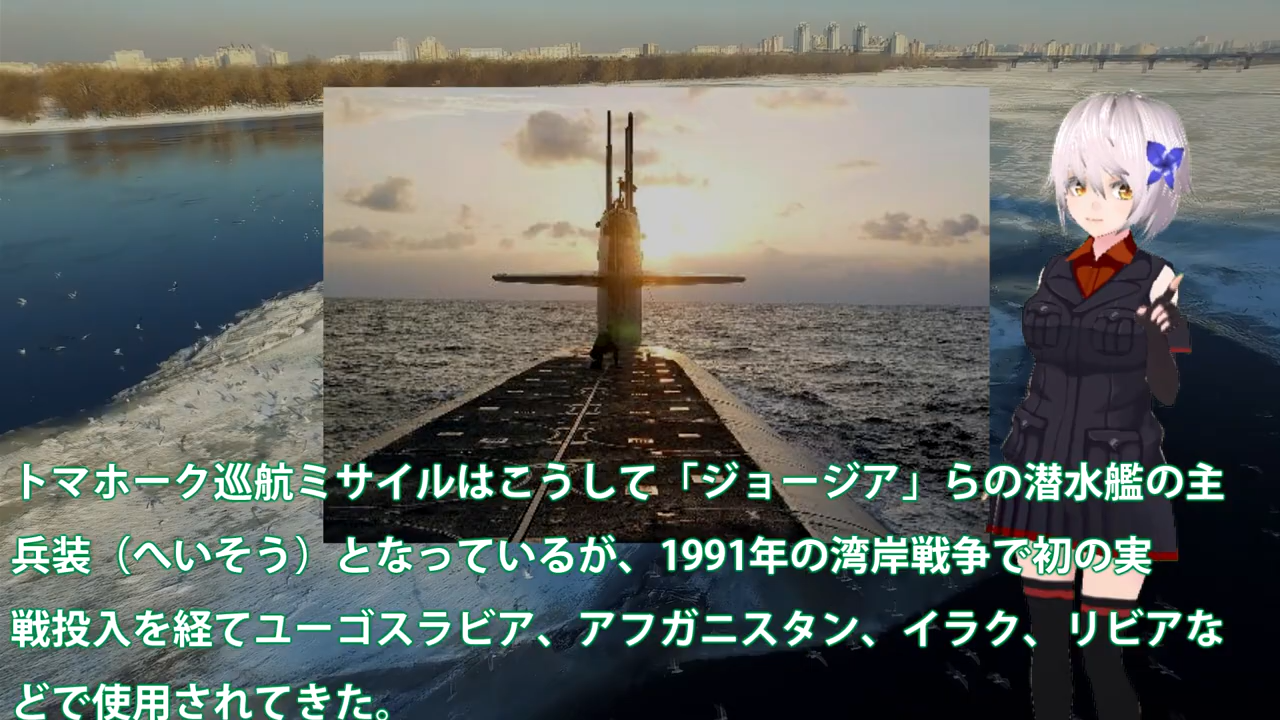 トマホーク巡航ミサイルはこうして「ジョージア」らの潜水艦の主
兵装（へいそう）となっているが、1991年の湾岸戦争で初の実
戦投入を経てユーゴスラビア、アフガニスタン、イラク、リビアな
どで使用されてきた。